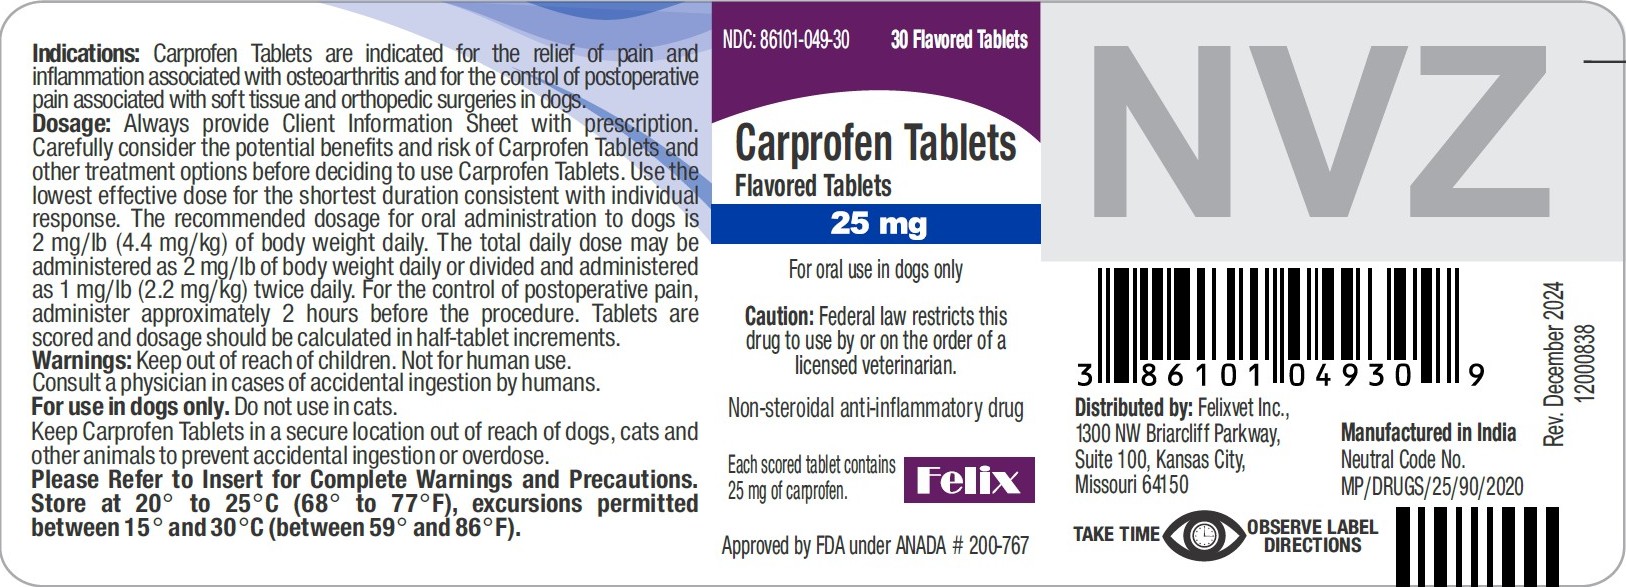 Indications: Carprofen Tablets are indicated for the relief of pain and
inflammation associated with osteoarthritis and for the control of postoperative
pain associated with soft tissue and orthopedic surgeries in dogs.
Dosage: Always provide Client Information Sheet with prescription.
Carefully consider the potential benefits and risk of Carprofen Tablets and
other treatment options before deciding to use Carprofen Tablets. Use the
lowest effective dose for the shortest duration consistent with individual
response. The recommended dosage for oral administration to dogs is
2 mg/lb (4.4 mg/kg) of body weight daily. The total daily dose may be
administered as 2 mg/lb of body weight daily or divided and administered
as 1 mg/lb (2.2 mg/kg) twice daily. For the control of postoperative pain,
administer approximately 2 hours before the procedure. Tablets are
scored and dosage should be calculated in half-tablet increments.
Warnings: Keep out of reach of children. Not for human use.
Consult a physician in cases of accidental ingestion by humans.
For use in dogs only. Do not use in cats.
Keep Carprofen Tablets in a secure location out of reach of dogs, cats and
other animals to prevent accidental ingestion or overdose.
Please Refer to Insert for Complete Warnings and Precautions.
Store at 20° to 25°C (68° to 77°F), excursions permitted
between 15° and 30°C (between 59° and 86°F).
NDC: 86101-049-30 30 Flavored Tablets
Carprofen Tablets
Flavored Tablets
25 mg
For oral use in dogs only
Caution: Federal law restricts this
drug to use by or on the order of a
licensed veterinarian.
Non-steroidal anti-inflammatory drug
Each scored tablet contains
25 mg of carprofen.
Felix
Approved by FDA under ANADA # 200-767
NVZ
3 86101 04930 9
Distributed by: Felixvet Inc.,
1300 NW Briarcliff Parkway,
Suite 100, Kansas City,
Missouri 64150
Manufactured in India
Neutral Code No.
MP/DRUGS/25/90/2020
Rev. December 2024
12000838
TAKE TIME
OBSERVE LABEL
DIRECTIONS